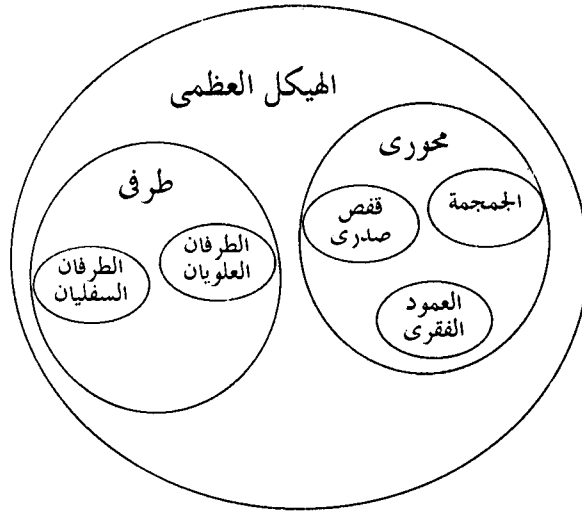 الهيكل العظمى
محورى
الجمجمة
قفص
صدرى
العمود
الفقرى
طرفى
الطرفان
العلويان
الطرفان
السفليان